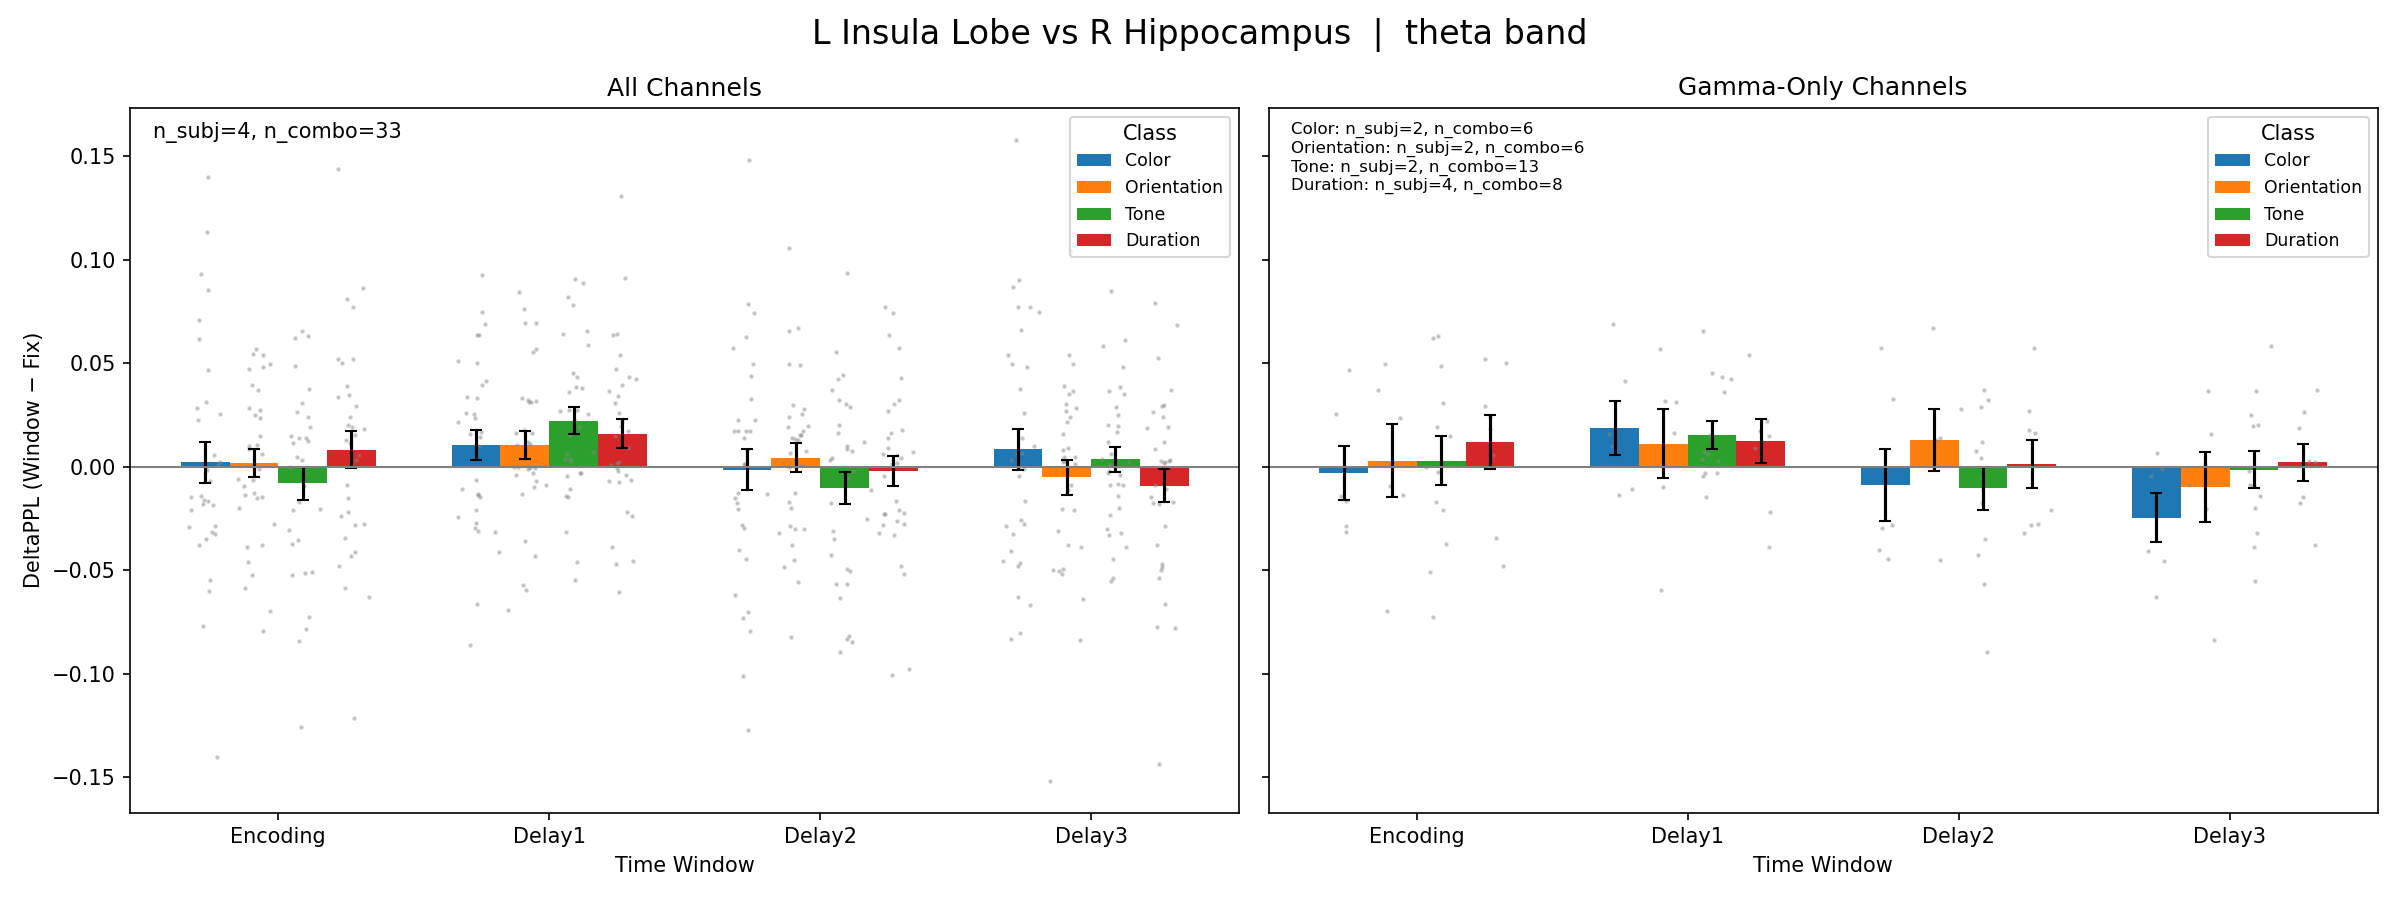 L Insula Lobe vs R Hippocampus | theta band
All Channels
n_subj=4, n_combo=33
Class
Color
Orientation
Tone
Duration
0.15
0.10
0.05
0.00
−0.05
−0.10
−0.15
DeltaPPL (Window − Fix)
Encoding
Delay1
Delay2
Delay3
Time Window
Gamma-Only Channels
Color: n_subj=2, n_combo=6
Orientation: n_subj=2, n_combo=6
Tone: n_subj=2, n_combo=13
Duration: n_subj=4, n_combo=8
Class
Color
Orientation
Tone
Duration
Encoding
Delay1
Delay2
Delay3
Time Window